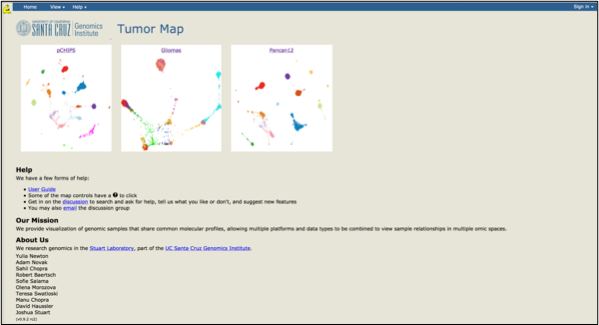 Home View Help Sign in
UNIVERSITY OF CALIFORNIA
SANTA CRUZ Genomics Institute
Tumor Map
pCHIPS Gliomas Pancan12
Help
We have a few forms of help:
User Guide
Some of the map controls have a ? to click
Get in on the discussion to search and ask for help, tell us what you like or don't, and suggest new features
You may also email the discussion group
Our Mission
We provide visualization of genomic samples that share common molecular profiles, allowing multiple platforms and data types to be combined to view sample relationships in multiple omic spaces.
About Us
We research genomics in the Stuart Laboratory, part of the UC Santa Cruz Genomics Institute.
Yulia Newton
Adam Novak
Sahil Chopra
Robert Baertsch
Sofie Salama
Olena Morozova
Teresa Swatloski
Manu Chopra
David Haussler
Joshua Stuart